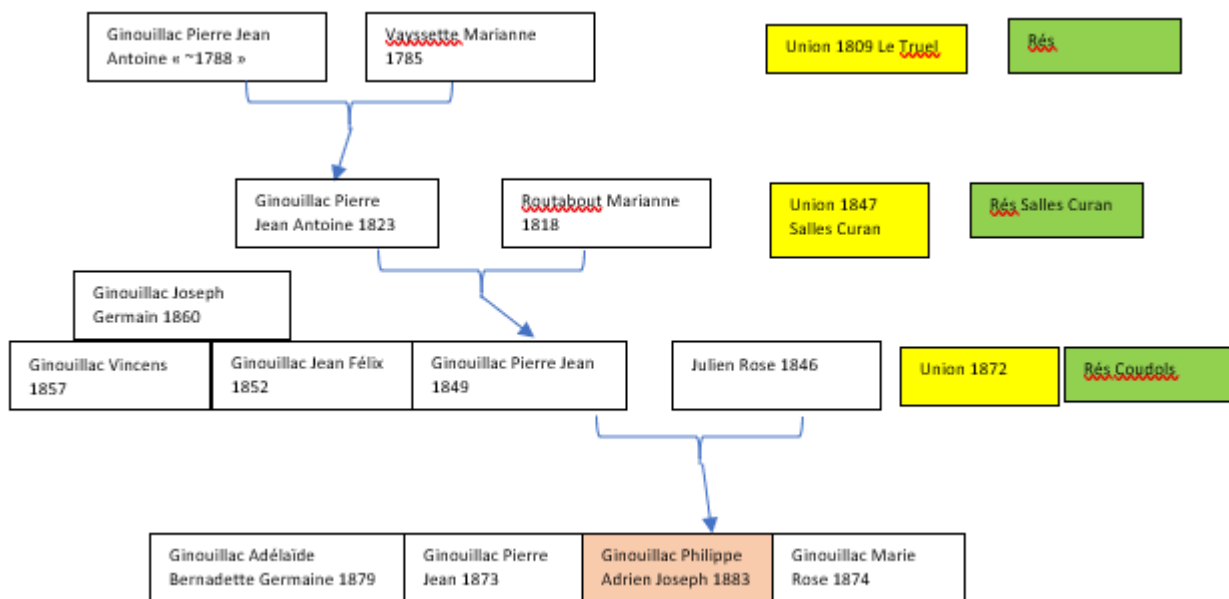 Ginouillac Pierre Jean
Antoine « ~1788 »
Vayssette Marianne
1785
Union 1809 Le Truel
Rés
Ginouillac Pierre
Jean Antoine 1823
Routabout Marianne
1818
Union 1847
Salles Curan
Rés Salles Curan
Ginouillac Joseph
Germain 1860
Ginouillac Vincens
1857
Ginouillac Jean Félix
1852
Ginouillac Pierre Jean
1849
Julien Rose 1846
Union 1872
Rés Coudols
Ginouillac Adélaïde
Bernadette Germaine 1879
Ginouillac Pierre
Jean 1873
Ginouillac Philippe
Adrien Joseph 1883
Ginouillac Marie
Rose 1874